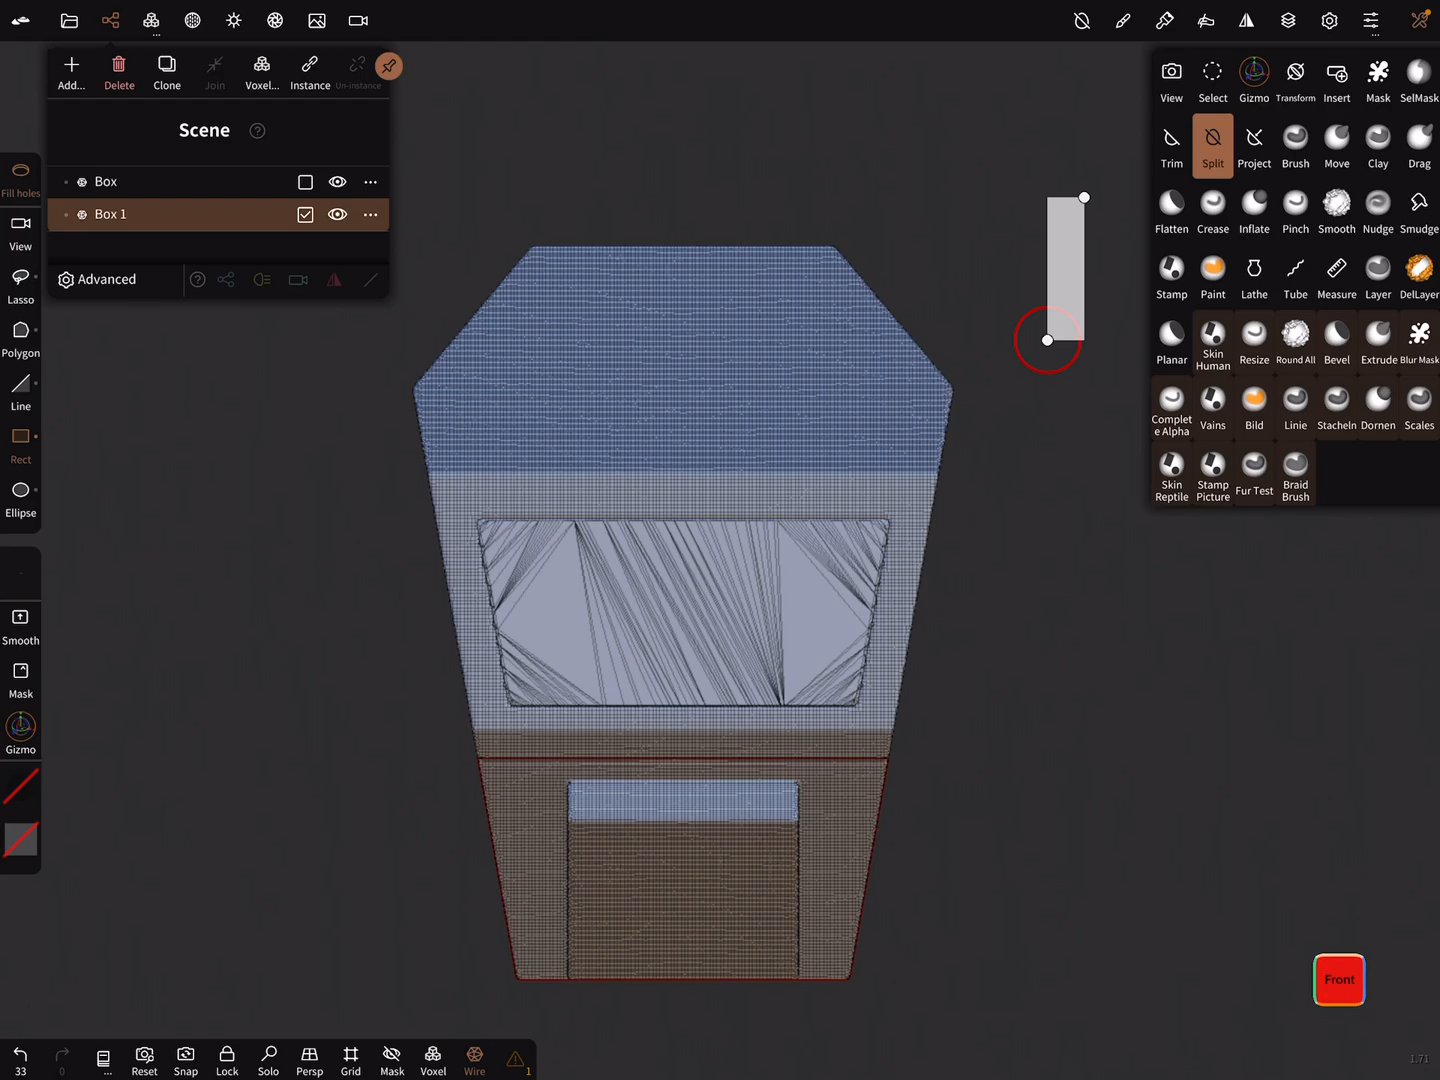 Add...
Delete
Clone
Join
Voxel...
Instance
Un-instance
Scene
?
Box
Box 1
Advanced
?
Fill holes
View
Lasso
Polygon
Line
Rect
Ellipse
Smooth
Mask
Gizmo
View
Select
Gizmo
Transform
Insert
Mask
SelMask
Trim
Split
Project
Brush
Move
Clay
Drag
Flatten
Crease
Inflate
Pinch
Smooth
Nudge
Smudge
Stamp
Paint
Lathe
Tube
Measure
Layer
DelLayer
Planar
Skin
Human
Resize
Round All
Bevel
Extrude
Blur Mask
Complet
e Alpha
Vains
Bild
Linie
Stacheln
Dornen
Scales
Skin
Reptile
Stamp
Picture
Fur Test
Braid
Brush
Front
33
0
...
Reset
Snap
Lock
Solo
Persp
Grid
Mask
Voxel
Wire
1
1.71